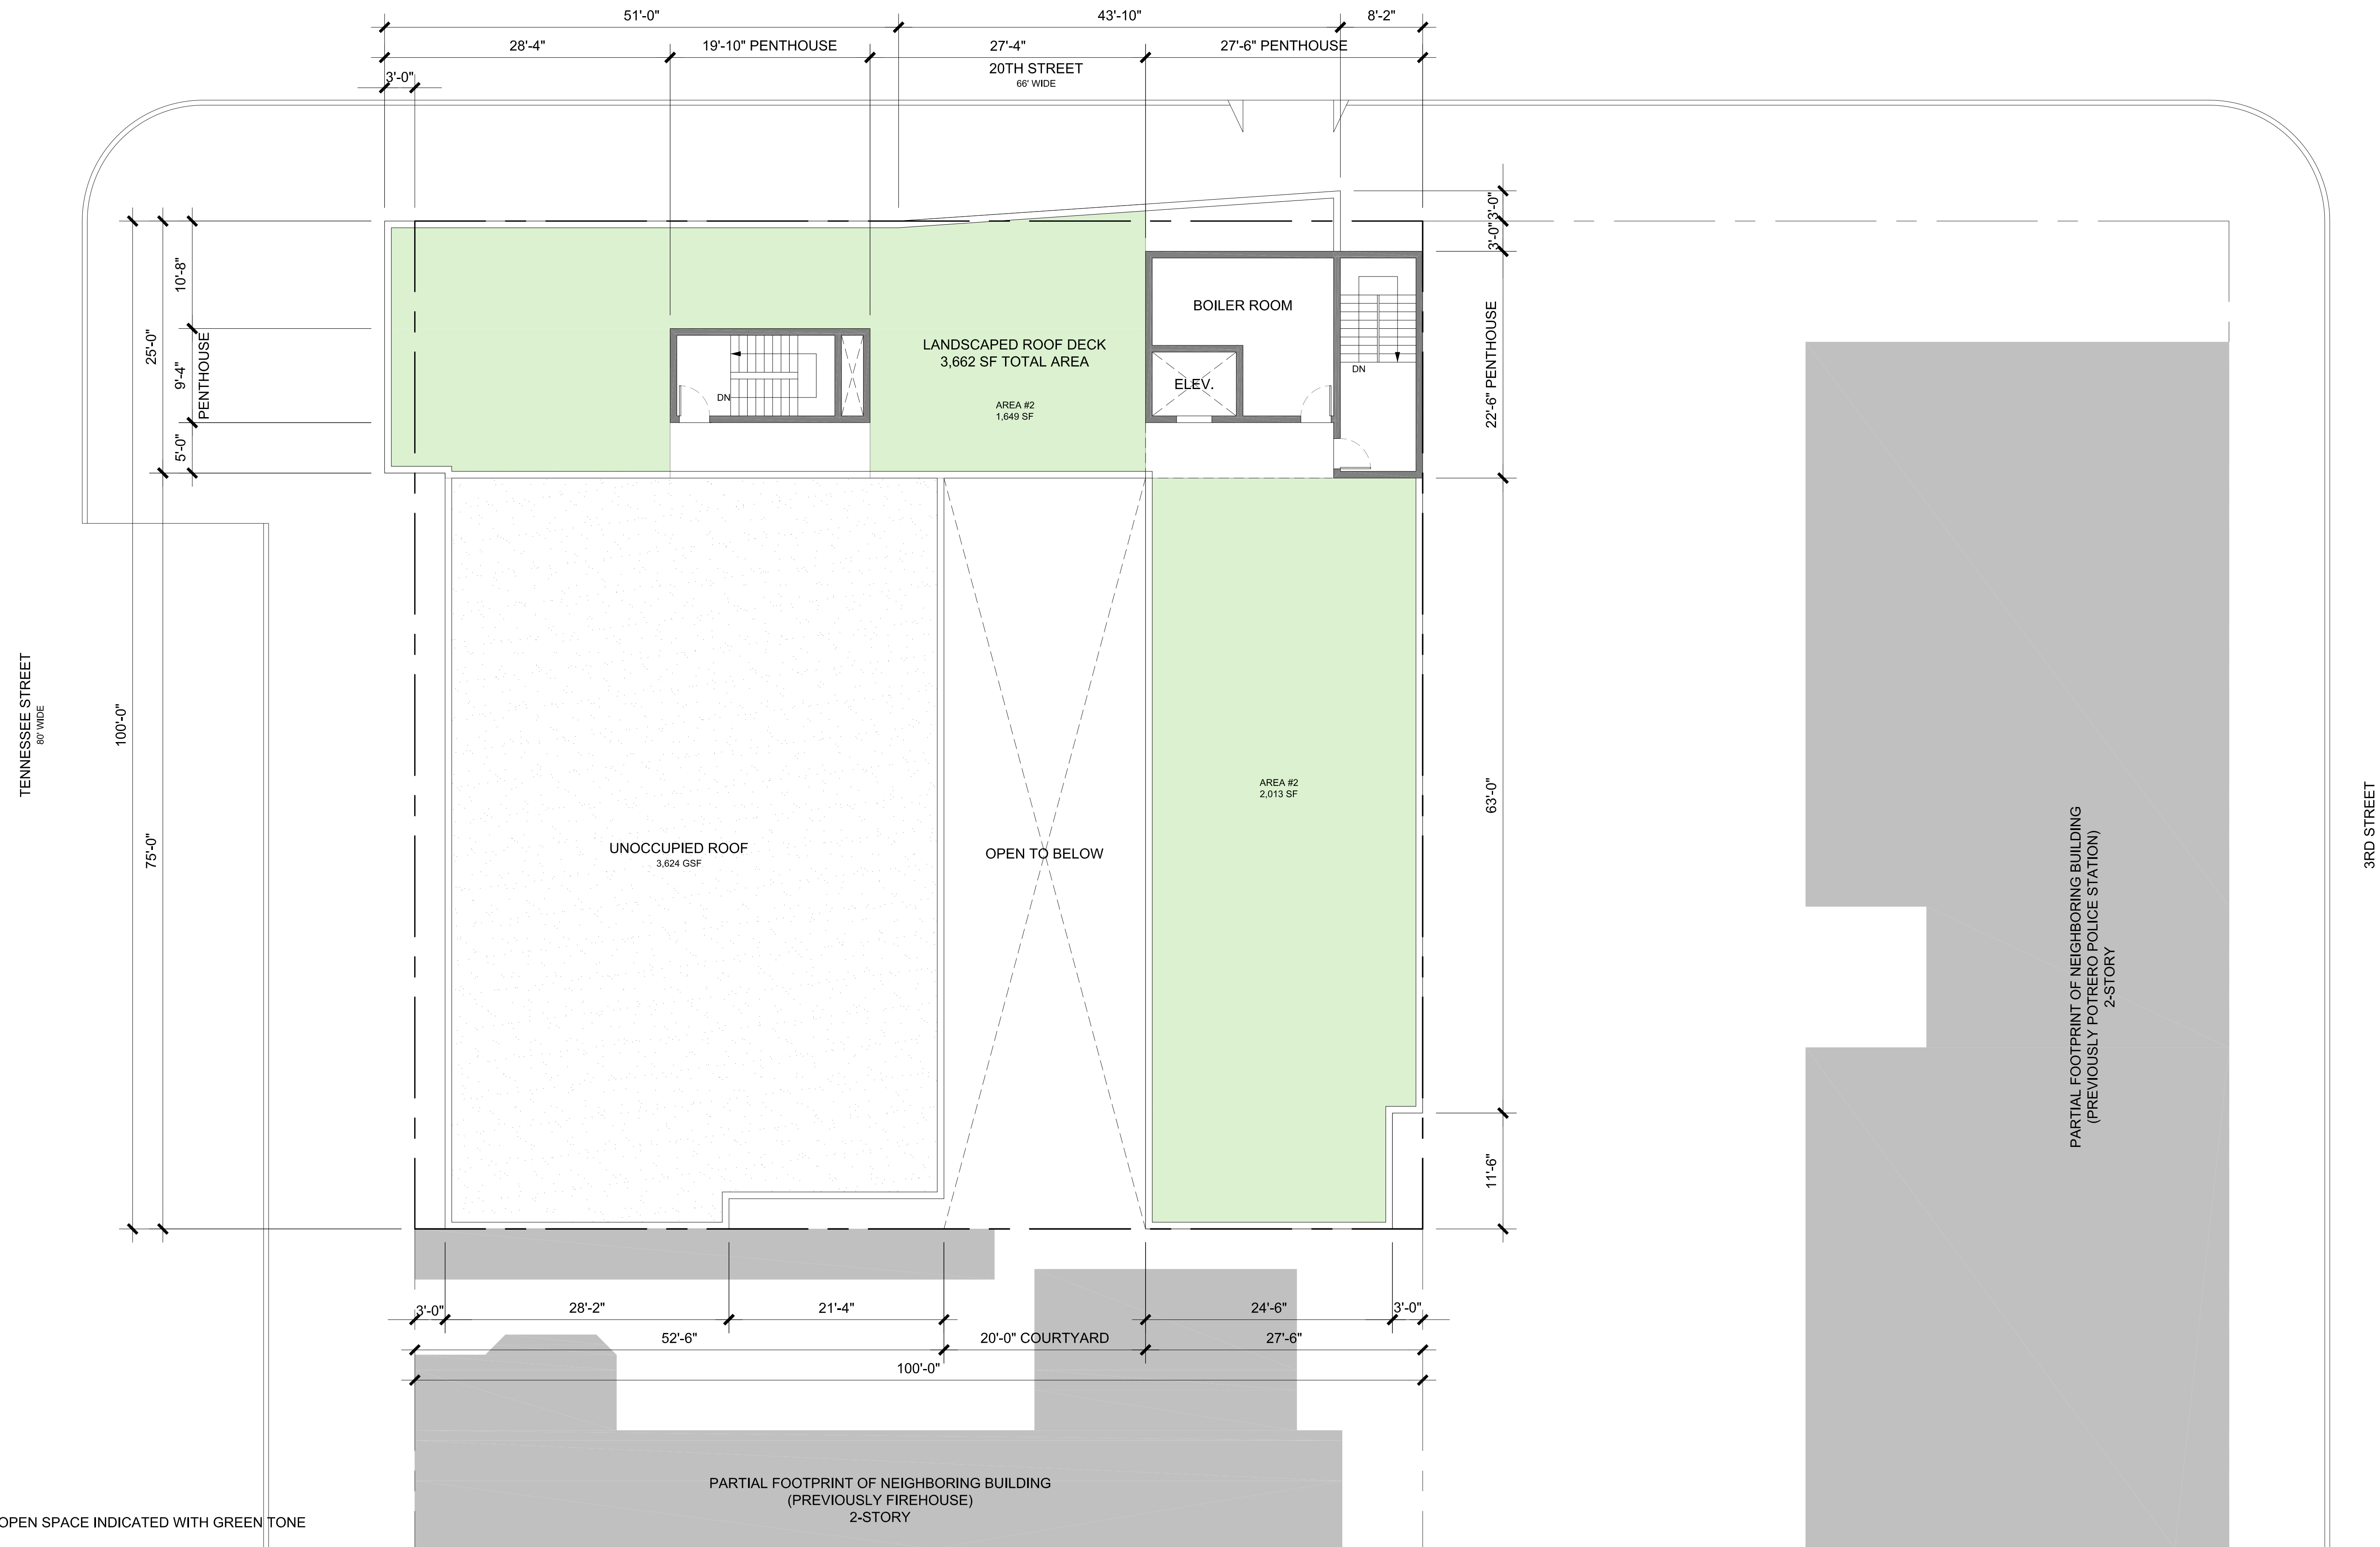 51'-0"
43'-10"
8'-2"
28'-4"
19'-10" PENTHOUSE
27'-4"
27'-6" PENTHOUSE
20TH STREET
66' WIDE
3'-0"
3'-0"
3'-0"
10'-8"
25'-0"
9'-4"
PENTHOUSE
5'-0"
BOILER ROOM
LANDSCAPED ROOF DECK
3,662 SF TOTAL AREA
AREA #2
1,649 SF
ELEV.
DN
DN
22'-6" PENTHOUSE
TENNESSEE STREET
80' WIDE
100'-0"
75'-0"
UNOCCUPIED ROOF
3,624 GSF
OPEN TO BELOW
AREA #2
2,013 SF
63'-0"
11'-6"
PARTIAL FOOTPRINT OF NEIGHBORING BUILDING
(PREVIOUSLY POTRERO POLICE STATION)
2-STORY
3RD STREET
3'-0"
28'-2"
21'-4"
24'-6"
3'-0"
52'-6"
20'-0" COURTYARD
27'-6"
100'-0"
PARTIAL FOOTPRINT OF NEIGHBORING BUILDING
(PREVIOUSLY FIREHOUSE)
2-STORY
OPEN SPACE INDICATED WITH GREEN TONE